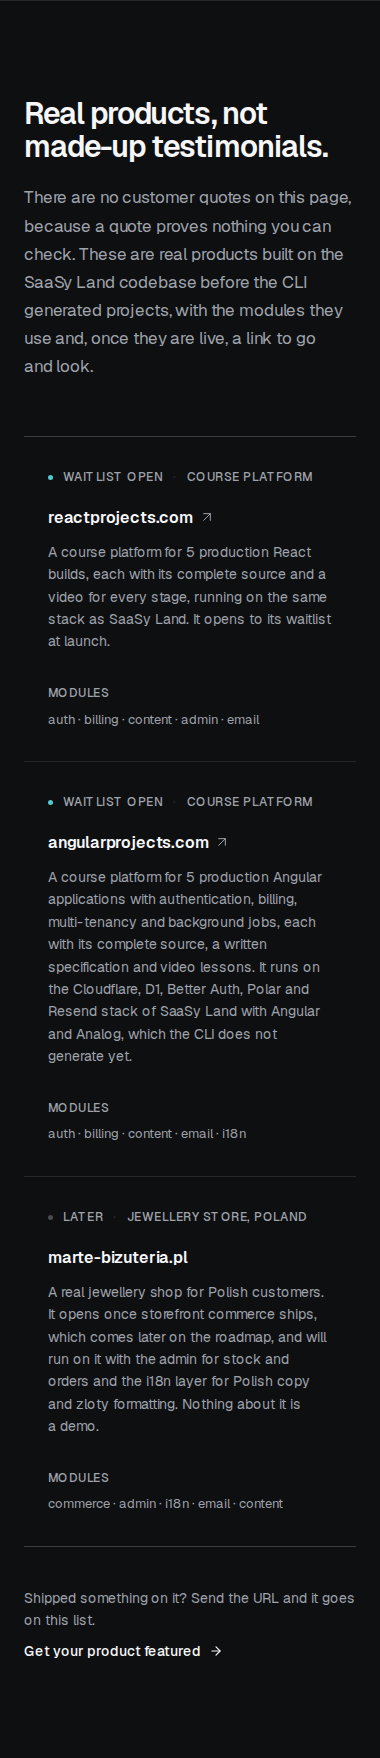 Real products, not
made-up testimonials.
There are no customer quotes on this page,
because a quote proves nothing you can
check. These are real products built on the
SaaSy Land codebase before the CLI
generated projects, with the modules they
use and, once they are live, a link to go
and look.
WAITLIST OPEN · COURSE PLATFORM
reactprojects.com ↗
A course platform for 5 production React
builds, each with its complete source and a
video for every stage, running on the same
stack as SaaSy Land. It opens to its waitlist
at launch.
MODULES
auth · billing · content · admin · email
WAITLIST OPEN · COURSE PLATFORM
angularprojects.com ↗
A course platform for 5 production Angular
applications with authentication, billing,
multi-tenancy and background jobs, each
with its complete source, a written
specification and video lessons. It runs on
the Cloudflare, D1, Better Auth, Polar and
Resend stack of SaaSy Land with Angular
and Analog, which the CLI does not
generate yet.
MODULES
auth · billing · content · email · i18n
LATER · JEWELLERY STORE, POLAND
marte-bizuteria.pl
A real jewellery shop for Polish customers.
It opens once storefront commerce ships,
which comes later on the roadmap, and will
run on it with the admin for stock and
orders and the i18n layer for Polish copy
and zloty formatting. Nothing about it is
a demo.
MODULES
commerce · admin · i18n · email · content
Shipped something on it? Send the URL and it goes
on this list.
Get your product featured →